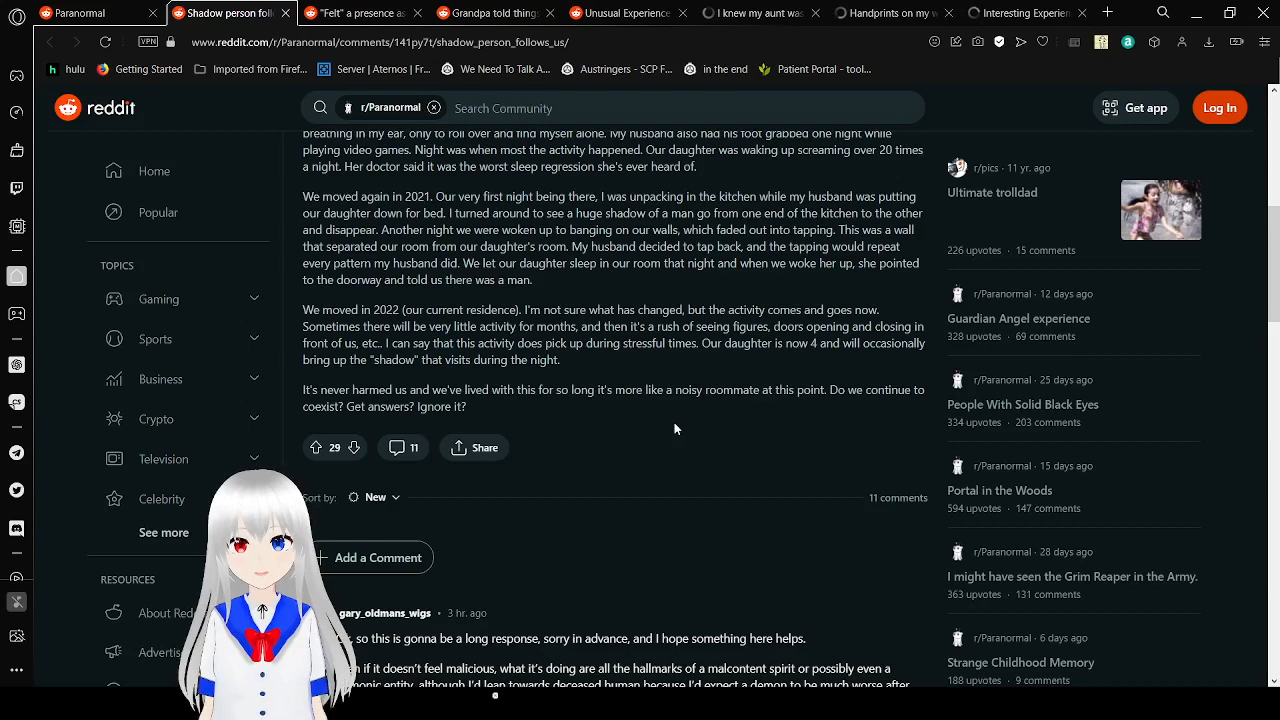 Paranormal
Shadow person foll
"Felt" a presence as
Grandpa told things
Unusual Experience
I knew my aunt was
Handprints on my w
Interesting Experien
VPN
www.reddit.com/r/Paranormal/comments/141py7t/shadow_person_follows_us/
hulu
Getting Started
Imported from Firef...
Server | Aternos | Fr...
We Need To Talk A...
Austringers - SCP F...
in the end
Patient Portal - tool...
reddit
r/Paranormal
Search Community
Get app
Log In
Home
Popular
TOPICS
Gaming
Sports
Business
Crypto
Television
Celebrity
See more
RESOURCES
About Red
Advertis
breathing in my ear, only to roll over and find myself alone. My husband also had his foot grabbed one night while
playing video games. Night was when most the activity happened. Our daughter was waking up screaming over 20 times
a night. Her doctor said it was the worst sleep regression she's ever heard of.
We moved again in 2021. Our very first night being there, I was unpacking in the kitchen while my husband was putting
our daughter down for bed. I turned around to see a huge shadow of a man go from one end of the kitchen to the other
and disappear. Another night we were woken up to banging on our walls, which faded out into tapping. This was a wall
that separated our room from our daughter's room. My husband decided to tap back, and the tapping would repeat
every pattern my husband did. We let our daughter sleep in our room that night and when we woke her up, she pointed
to the doorway and told us there was a man.
We moved in 2022 (our current residence). I'm not sure what has changed, but the activity comes and goes now.
Sometimes there will be very little activity for months, and then it's a rush of seeing figures, doors opening and closing in
front of us, etc.. I can say that this activity does pick up during stressful times. Our daughter is now 4 and will occasionally
bring up the "shadow" that visits during the night.
It's never harmed us and we've lived with this for so long it's more like a noisy roommate at this point. Do we continue to
coexist? Get answers? Ignore it?
29
11
Share
Sort by:
New
11 comments
Add a Comment
gary_oldmans_wigs • 3 hr. ago
, so this is gonna be a long response, sorry in advance, and I hope something here helps.
n if it doesn't feel malicious, what it's doing are all the hallmarks of a malcontent spirit or possibly even a
monic entity, although I'd lean towards deceased human because I'd expect a demon to be much worse after
r/pics • 11 yr. ago
Ultimate trolldad
226 upvotes · 15 comments
r/Paranormal • 12 days ago
Guardian Angel experience
328 upvotes · 69 comments
r/Paranormal • 25 days ago
People With Solid Black Eyes
334 upvotes · 203 comments
r/Paranormal • 15 days ago
Portal in the Woods
594 upvotes · 147 comments
r/Paranormal • 28 days ago
I might have seen the Grim Reaper in the Army.
363 upvotes · 131 comments
r/Paranormal • 6 days ago
Strange Childhood Memory
188 upvotes · 9 comments